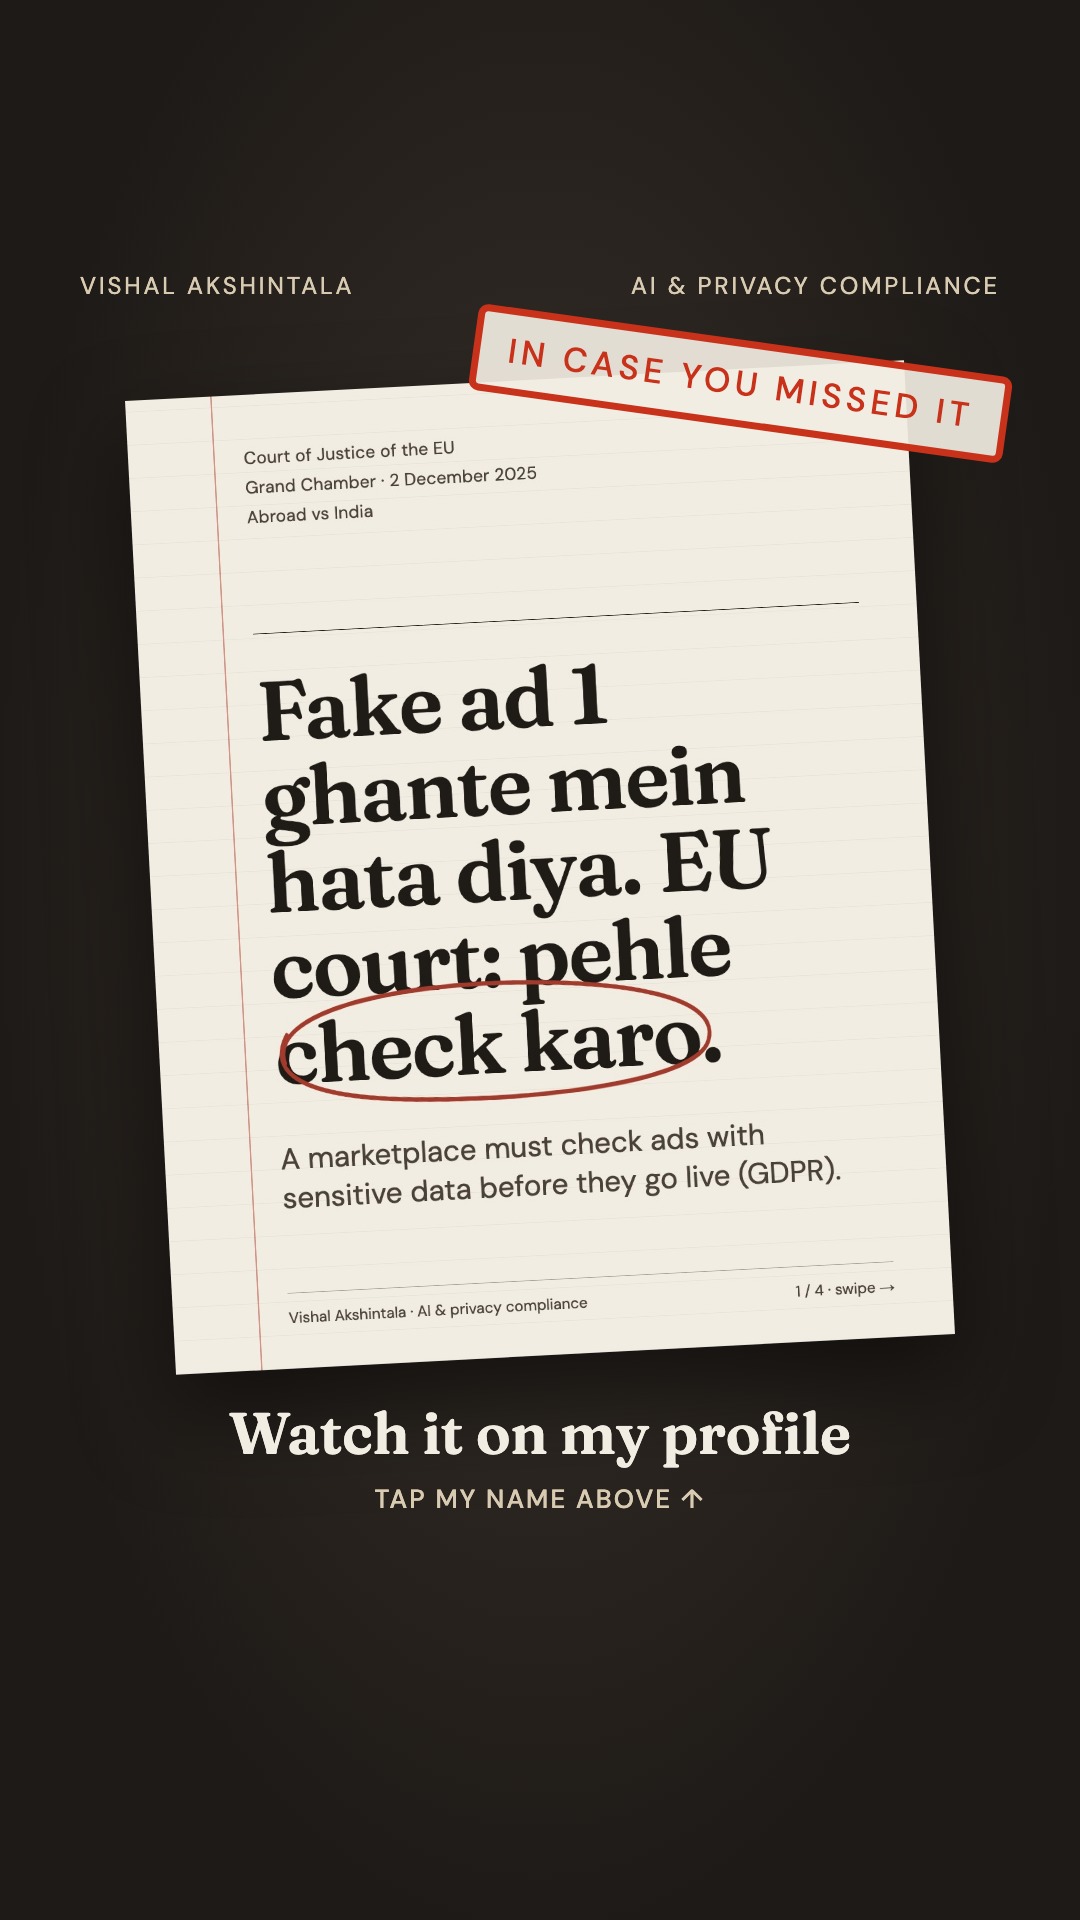 VISHAL AKSHINTALA
AI & PRIVACY COMPLIANCE
IN CASE YOU MISSED IT
Court of Justice of the EU
Grand Chamber · 2 December 2025
Abroad vs India
Fake ad 1
ghante mein
hata diya. EU
court: pehle
check karo.
A marketplace must check ads with
sensitive data before they go live (GDPR).
Vishal Akshintala · AI & privacy compliance
1 / 4 · swipe →
Watch it on my profile
TAP MY NAME ABOVE ↑